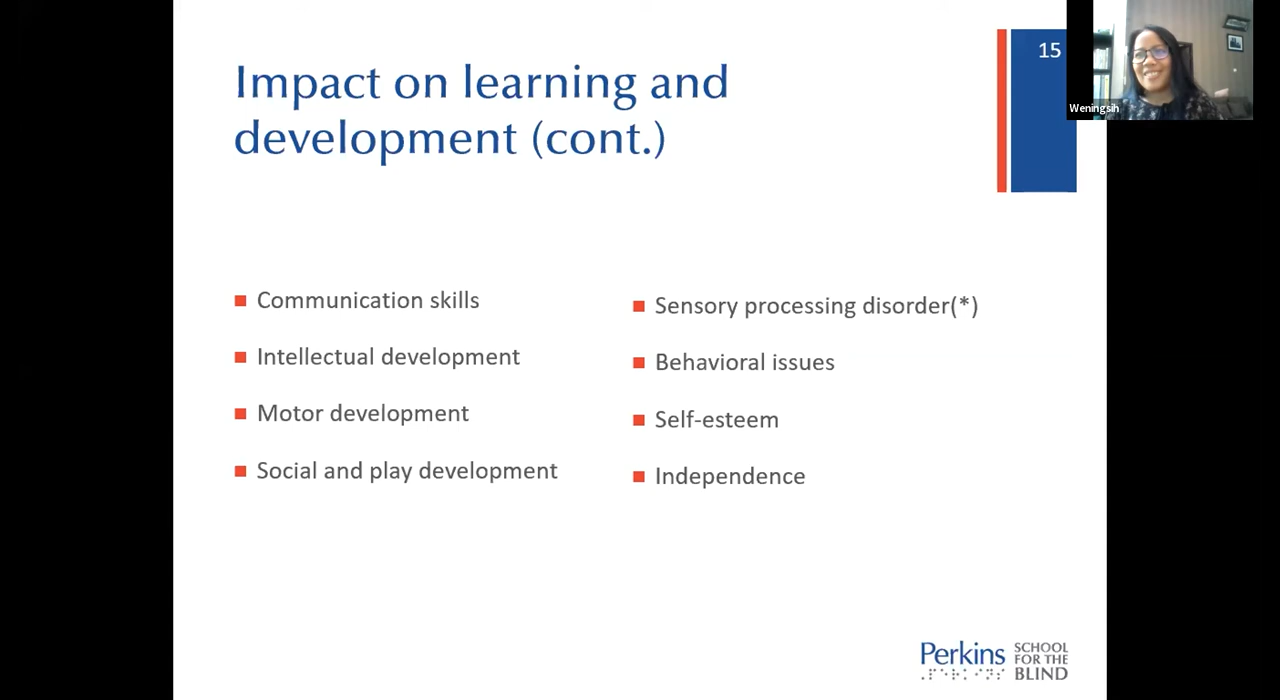 Impact on learning and
development (cont.)
15
Weningsih
Communication skills
Intellectual development
Motor development
Social and play development
Sensory processing disorder(*)
Behavioral issues
Self-esteem
Independence
Perkins
SCHOOL
FOR THE
BLIND